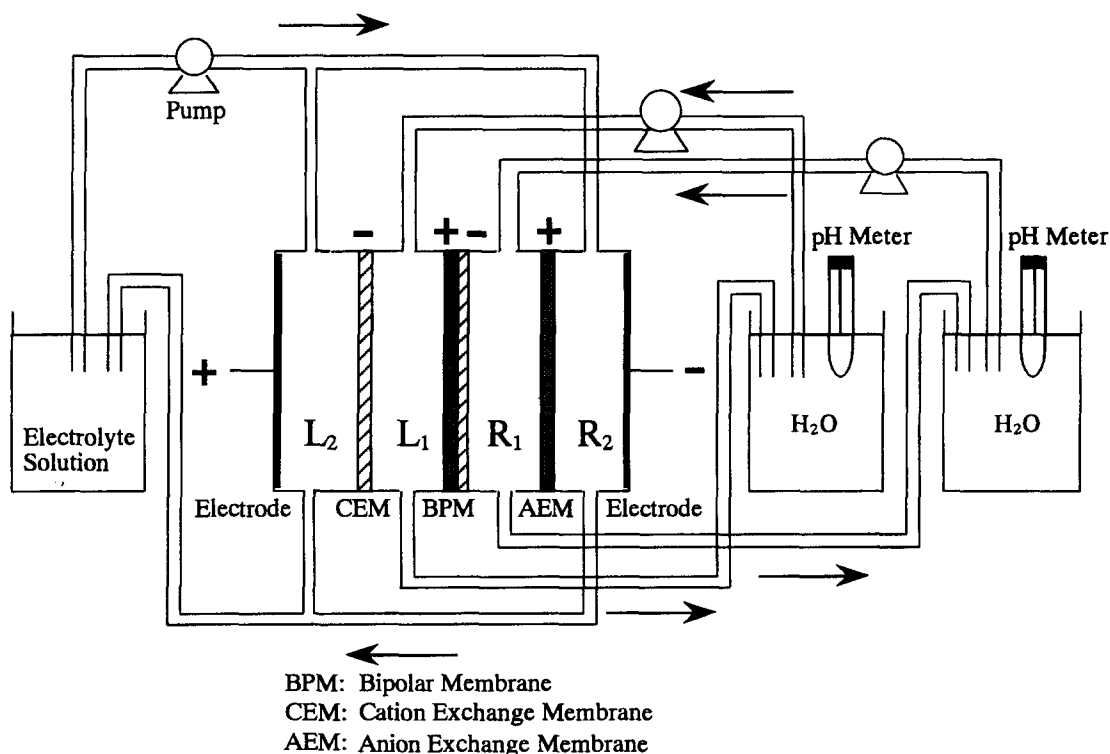 Pump
- + - +
pH Meter pH Meter
+ -
L₂ L₁ R₁ R₂
Electrolyte
Solution
H₂O H₂O
Electrode CEM BPM AEM Electrode
BPM: Bipolar Membrane
CEM: Cation Exchange Membrane
AEM: Anion Exchange Membrane